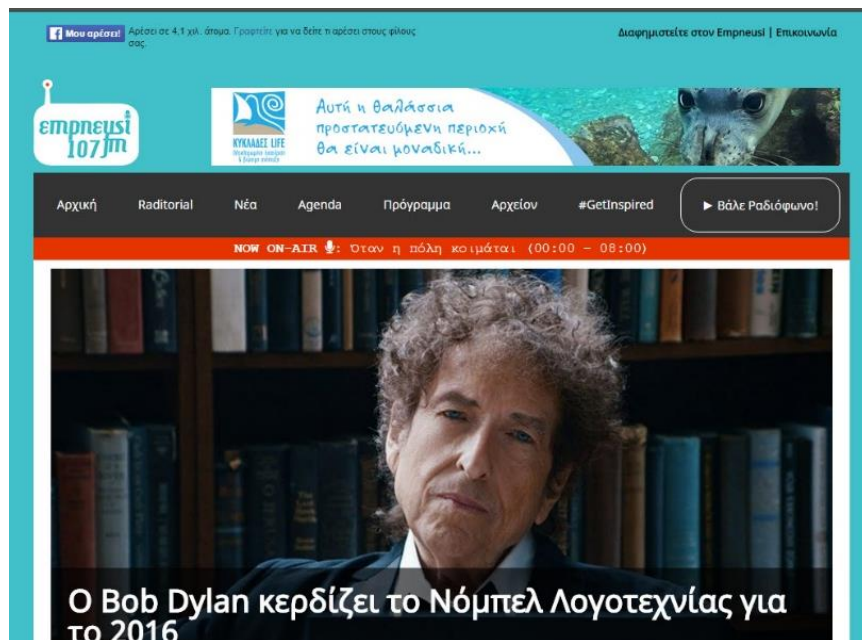 Μου αρέσει!
Αρέσει σε 4,1 χιλ. άτομα. Γραφτείτε για να δείτε τι αρέσει στους φίλους
σας.
Διαφημιστείτε στον Empneusi | Επικοινωνία
empneusi
107fm
ΚΥΚΛΑΔΕΣ LIFE
Αυτή η θαλάσσια
προστατευόμενη περιοχή
θα είναι μοναδική...
Αρχική Raditorial Νέα Agenda Πρόγραμμα Αρχείον #GetInspired ► Βάλε Ραδιόφωνο!
NOW ON-AIR : Όταν η πόλη κοιμάται (00:00 – 08:00)
Ο Bob Dylan κερδίζει το Νόμπελ Λογοτεχνίας για
το 2016